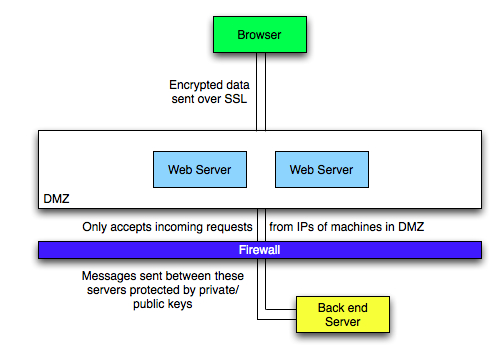 Browser
Encrypted data
sent over SSL
Web Server
Web Server
DMZ
Only accepts incoming requests
from IPs of machines in DMZ
Firewall
Messages sent between these
servers protected by private/
public keys
Back end
Server